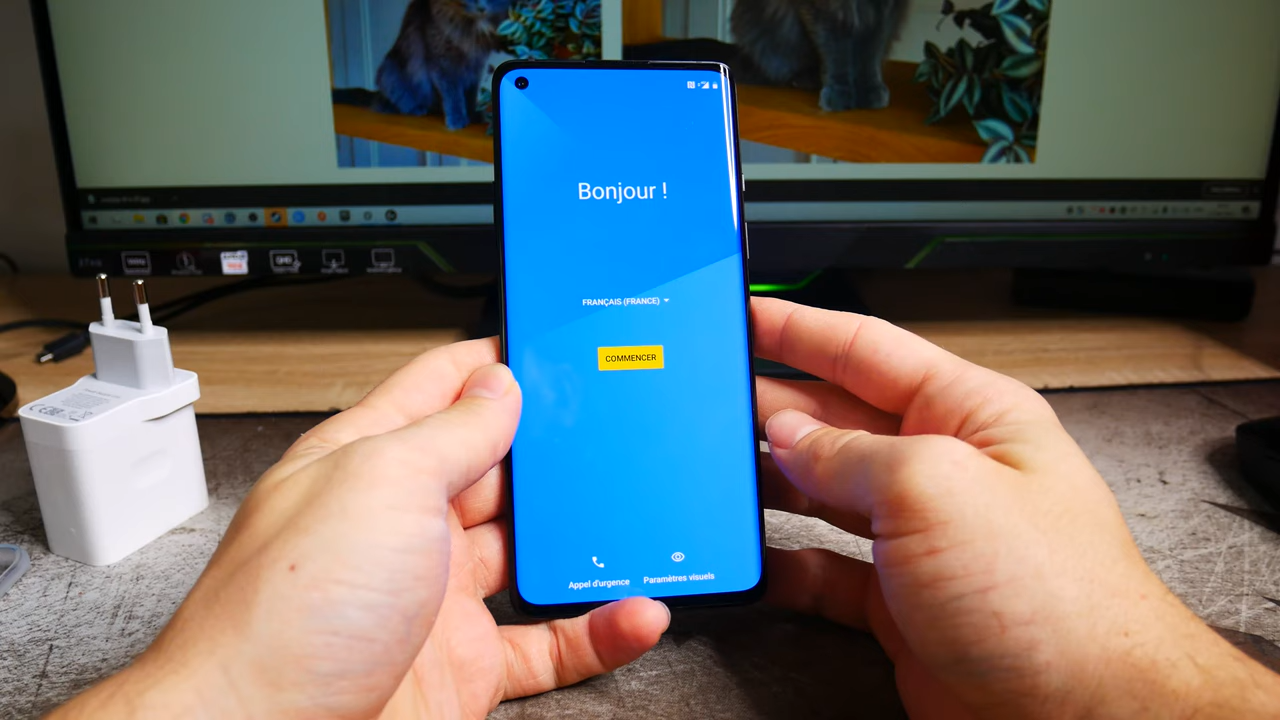 Bonjour !
FRANÇAIS (FRANCE)
COMMENCER
Appel d'urgence
Paramètres visuels